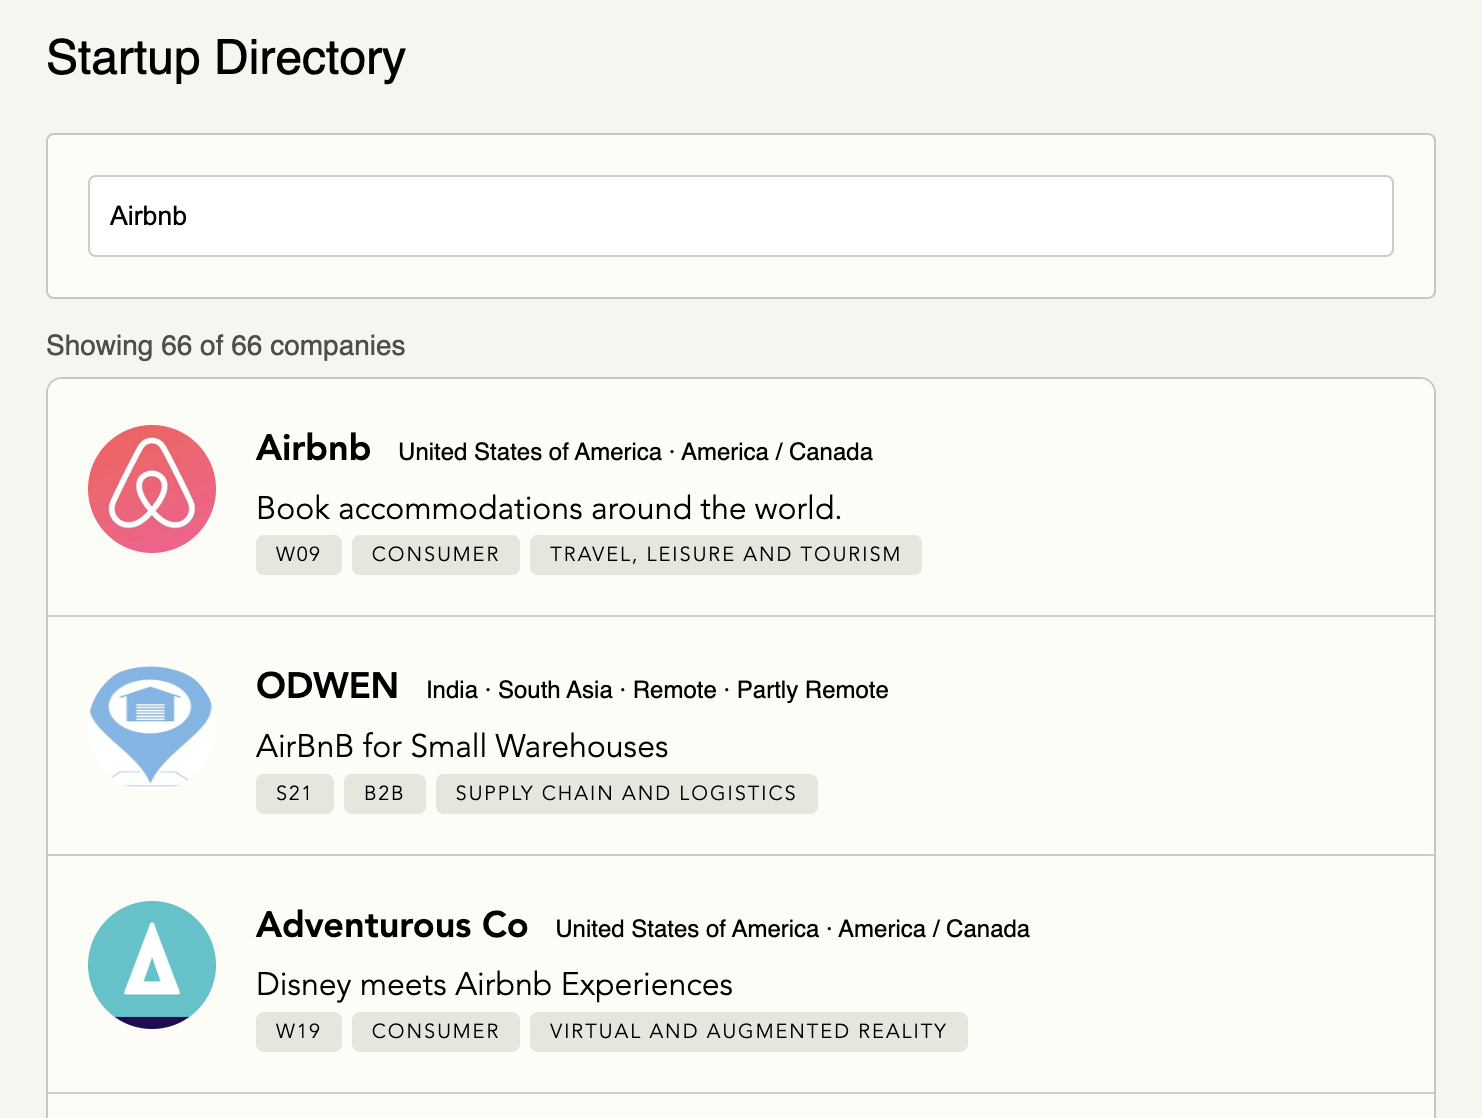 Startup Directory
Airbnb
Showing 66 of 66 companies
Airbnb United States of America · America / Canada
Book accommodations around the world.
W09 CONSUMER TRAVEL, LEISURE AND TOURISM
ODWEN India · South Asia · Remote · Partly Remote
AirBnB for Small Warehouses
S21 B2B SUPPLY CHAIN AND LOGISTICS
Adventurous Co United States of America · America / Canada
Disney meets Airbnb Experiences
W19 CONSUMER VIRTUAL AND AUGMENTED REALITY